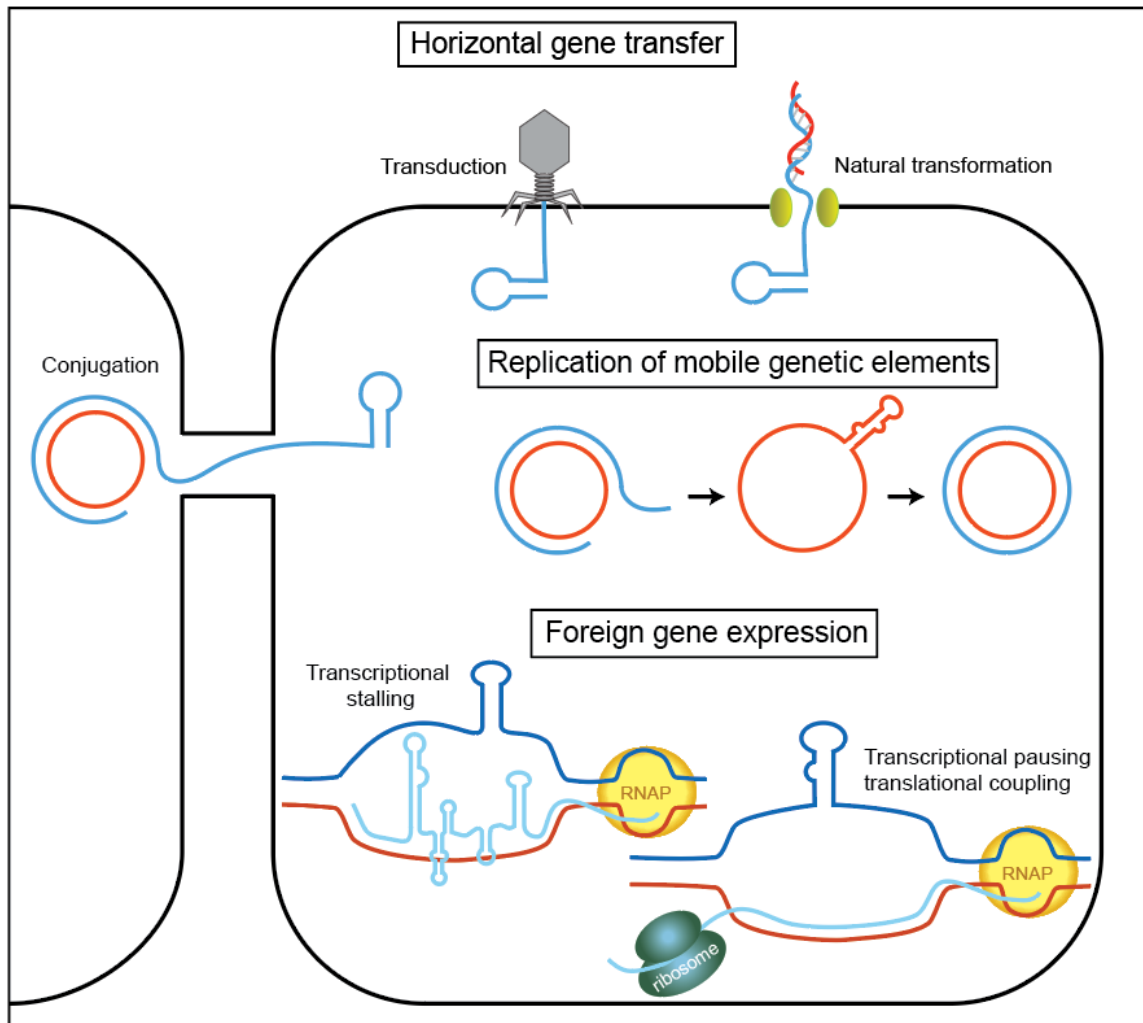 Horizontal gene transfer
Transduction
Natural transformation
Conjugation
Replication of mobile genetic elements
Foreign gene expression
Transcriptional
stalling
RNAP
Transcriptional pausing
translational coupling
RNAP
ribosome